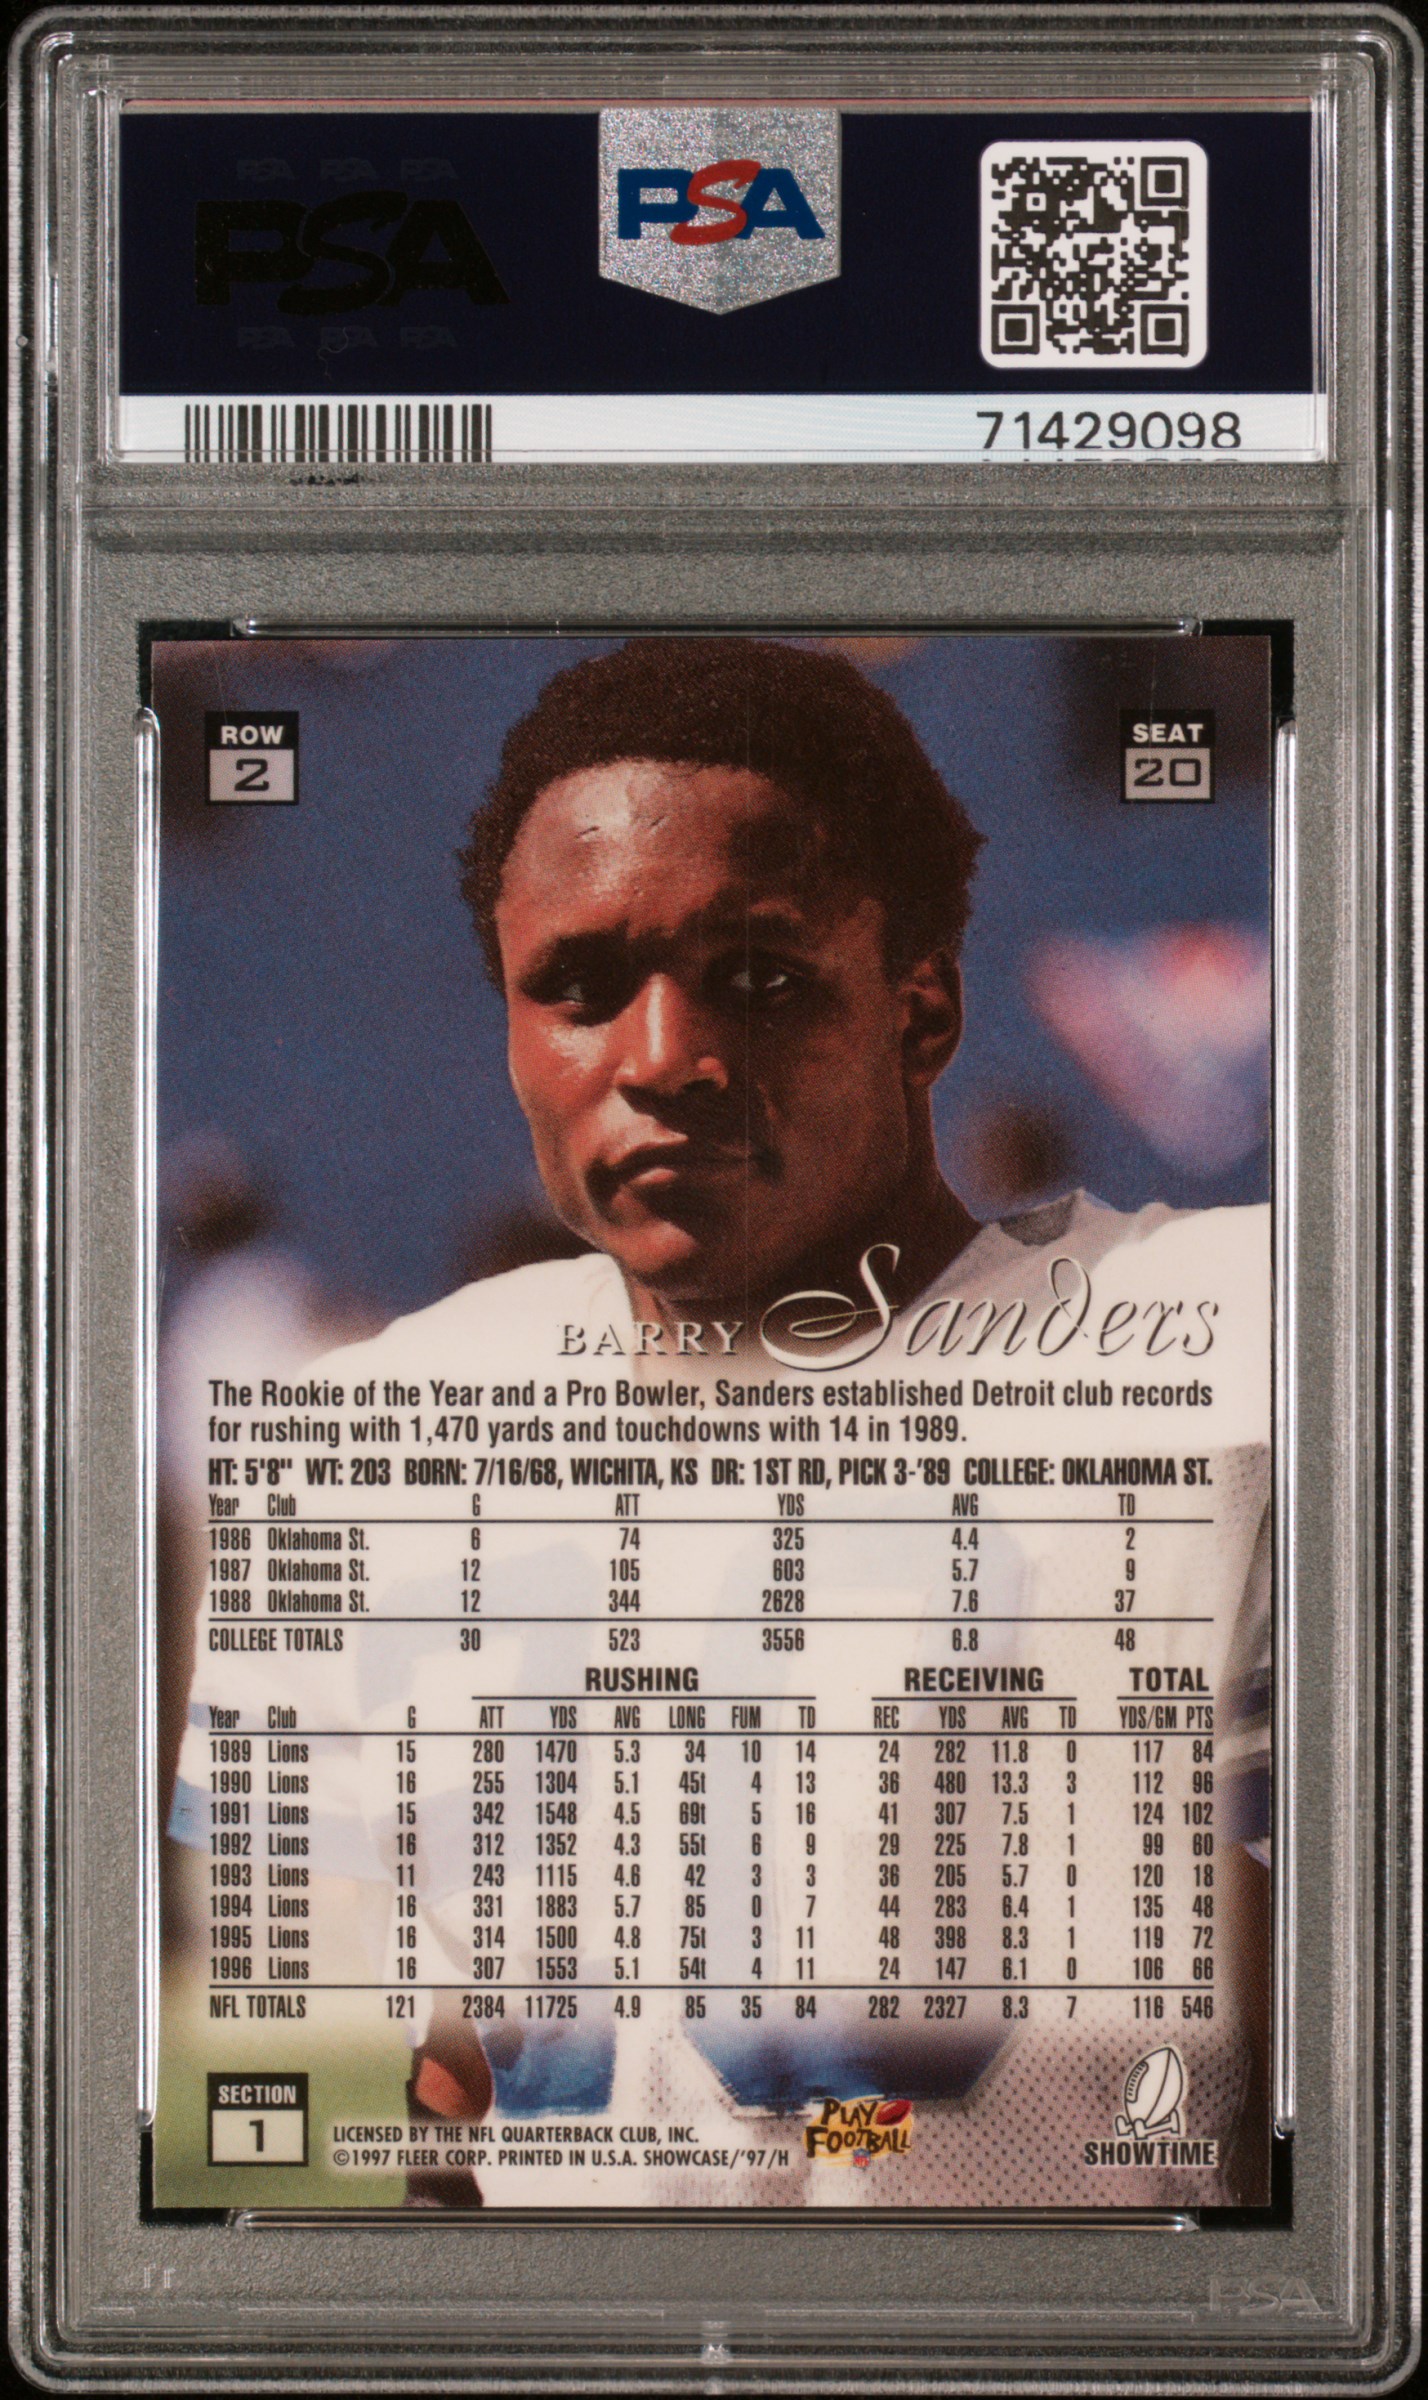 PSA PSA PSA
PSA
PSA PSA PSA
PSA
71429098
ROW
2
SEAT
20
BARRY Sanders
The Rookie of the Year and a Pro Bowler, Sanders established Detroit club records
for rushing with 1,470 yards and touchdowns with 14 in 1989.
HT: 5'8" WT: 203 BORN: 7/16/68, WICHITA, KS DR: 1ST RD, PICK 3-'89 COLLEGE: OKLAHOMA ST.
Year Club G ATT YDS AVG TD
1986 Oklahoma St. 6 74 325 4.4 2
1987 Oklahoma St. 12 105 603 5.7 9
1988 Oklahoma St. 12 344 2628 7.6 37
COLLEGE TOTALS 30 523 3556 6.8 48
RUSHING RECEIVING TOTAL
Year Club G ATT YDS AVG LONG FUM TD REC YDS AVG TD YDS/GM PTS
1989 Lions 15 280 1470 5.3 34 10 14 24 282 11.8 0 117 84
1990 Lions 16 255 1304 5.1 45t 4 13 36 480 13.3 3 112 96
1991 Lions 15 342 1548 4.5 69t 5 16 41 307 7.5 1 124 102
1992 Lions 16 312 1352 4.3 55t 6 9 29 225 7.8 1 99 60
1993 Lions 11 243 1115 4.6 42 3 3 36 205 5.7 0 120 18
1994 Lions 16 331 1883 5.7 85 0 7 44 283 6.4 1 135 48
1995 Lions 16 314 1500 4.8 75t 3 11 48 398 8.3 1 119 72
1996 Lions 16 307 1553 5.1 54t 4 11 24 147 6.1 0 106 66
NFL TOTALS 121 2384 11725 4.9 85 35 84 282 2327 8.3 7 116 546
SECTION
1
LICENSED BY THE NFL QUARTERBACK CLUB, INC.
©1997 FLEER CORP. PRINTED IN U.S.A. SHOWCASE/'97/H
PLAY
FOOTBALL
SHOWTIME
PSA